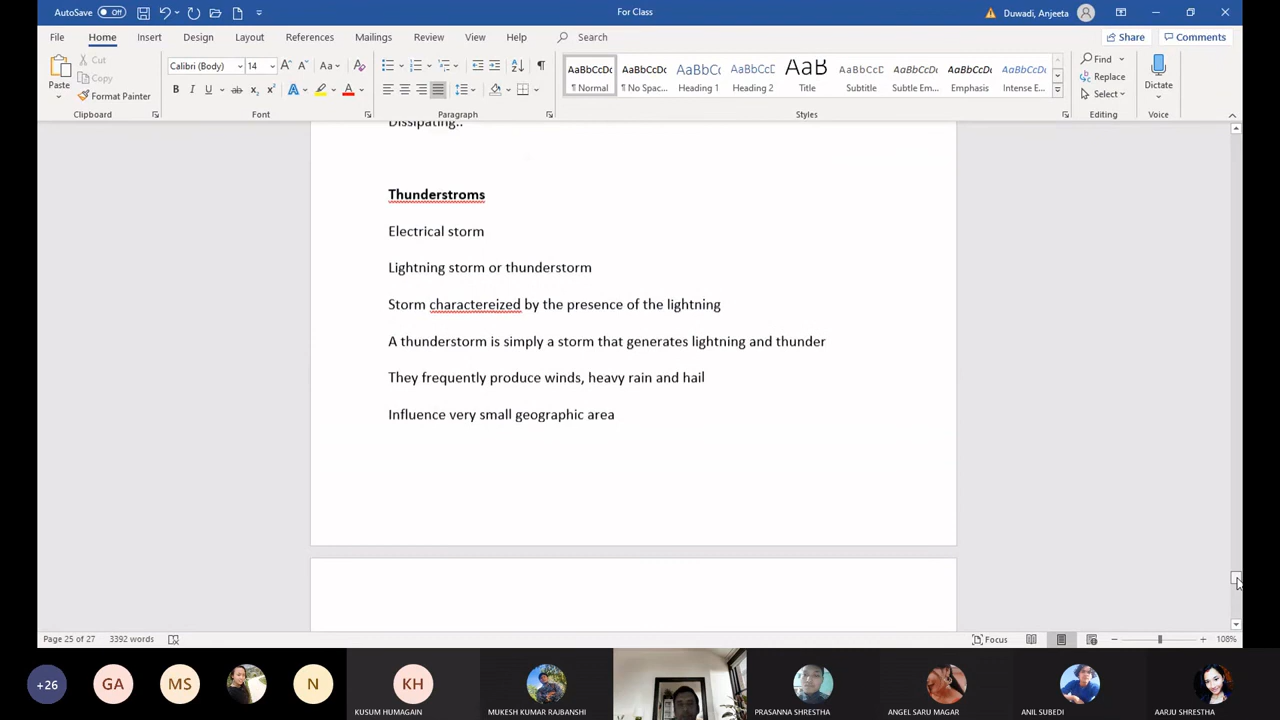 AutoSave Off
For Class
Duwadi, Anjeeta
File Home Insert Design Layout References Mailings Review View Help Search
Share Comments
Paste
Cut
Copy
Format Painter
Calibri (Body) 14
AaBbCcDc AaBbCcDc AaBbCc AaBbCcD AaB AaBbCcD AaBbCcDc AaBbCcDc AaBbCcDc
¶ Normal ¶ No Spac... Heading 1 Heading 2 Title Subtitle Subtle Em... Emphasis Intense E...
Find
Replace
Select
Dictate
Clipboard Font Paragraph Styles Editing Voice
Dissipating..
Thunderstroms
Electrical storm
Lightning storm or thunderstorm
Storm charactereized by the presence of the lightning
A thunderstorm is simply a storm that generates lightning and thunder
They frequently produce winds, heavy rain and hail
Influence very small geographic area
Page 25 of 27 3392 words
Focus
108%
+26 GA MS N KH
KUSUM HUMAGAIN MUKESH KUMAR RAJBANSHI PRASANNA SHRESTHA ANGEL SARU MAGAR ANIL SUBEDI AARJU SHRESTHA